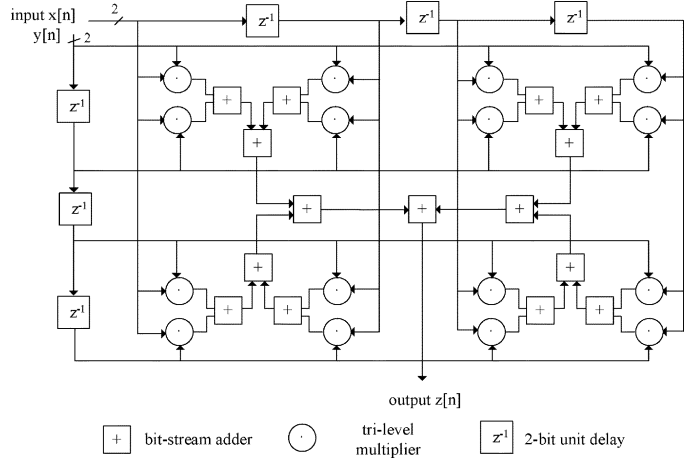 input x[n]
2
z-1
z-1
z-1
y[n]
2
· · · ·
+ + + +
z-1
· · · ·
+ +
z-1
+ + +
+ +
· · · ·
z-1
+ + + +
· · · ·
output z[n]
+ bit-stream adder
· tri-level
multiplier
z-1 2-bit unit delay